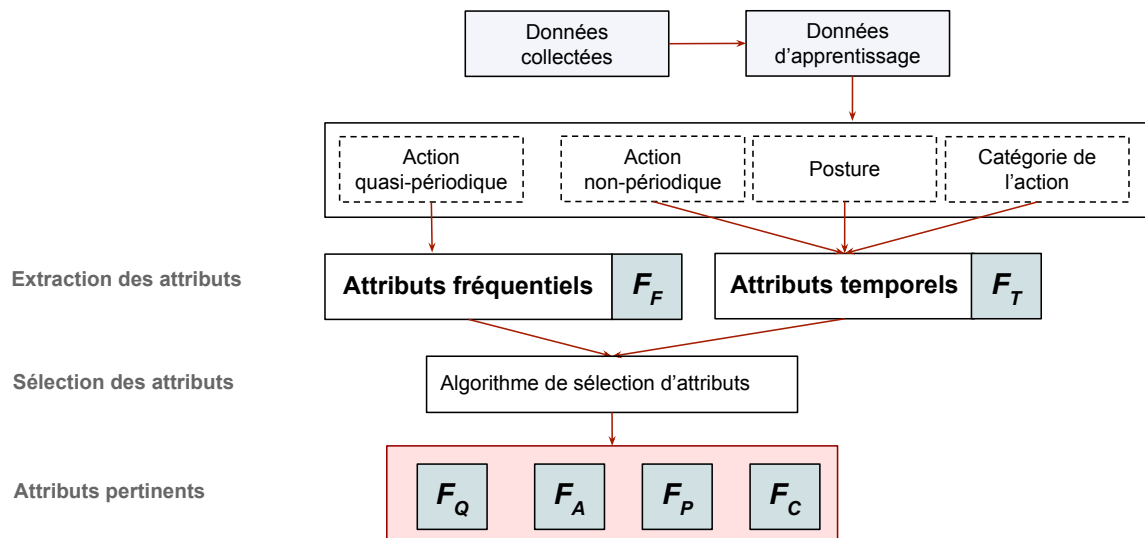 Données
collectées
Données
d'apprentissage
Action
quasi-périodique
Action
non-périodique
Posture
Catégorie de
l'action
Extraction des attributs
Attributs fréquentiels
F_F
Attributs temporels
F_T
Sélection des attributs
Algorithme de sélection d'attributs
Attributs pertinents
F_Q
F_A
F_P
F_C